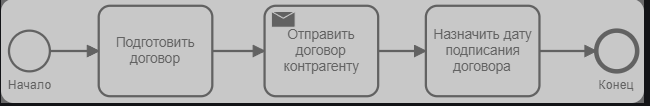 Подготовить
договор
Отправить
договор
контрагенту
Назначить дату
подписания
договора
Начало
Конец